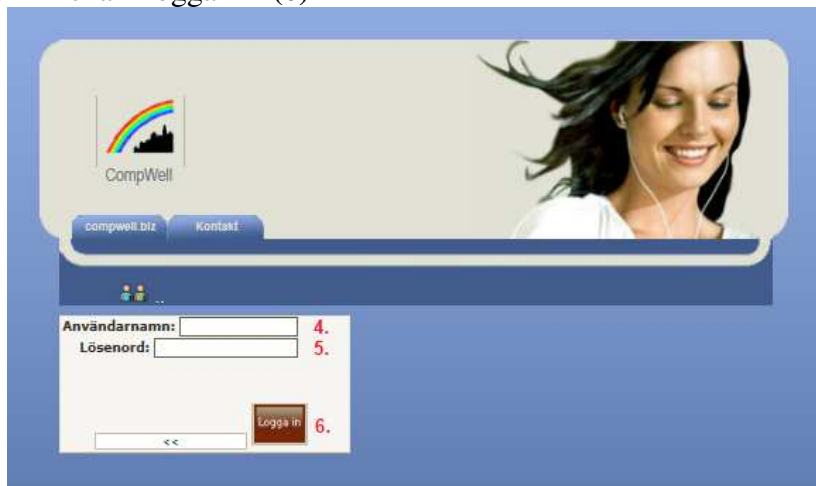 CompWell
compwell.biz Kontakt
..
Användarnamn: 4.
Lösenord: 5.
Logga in 6.
<<